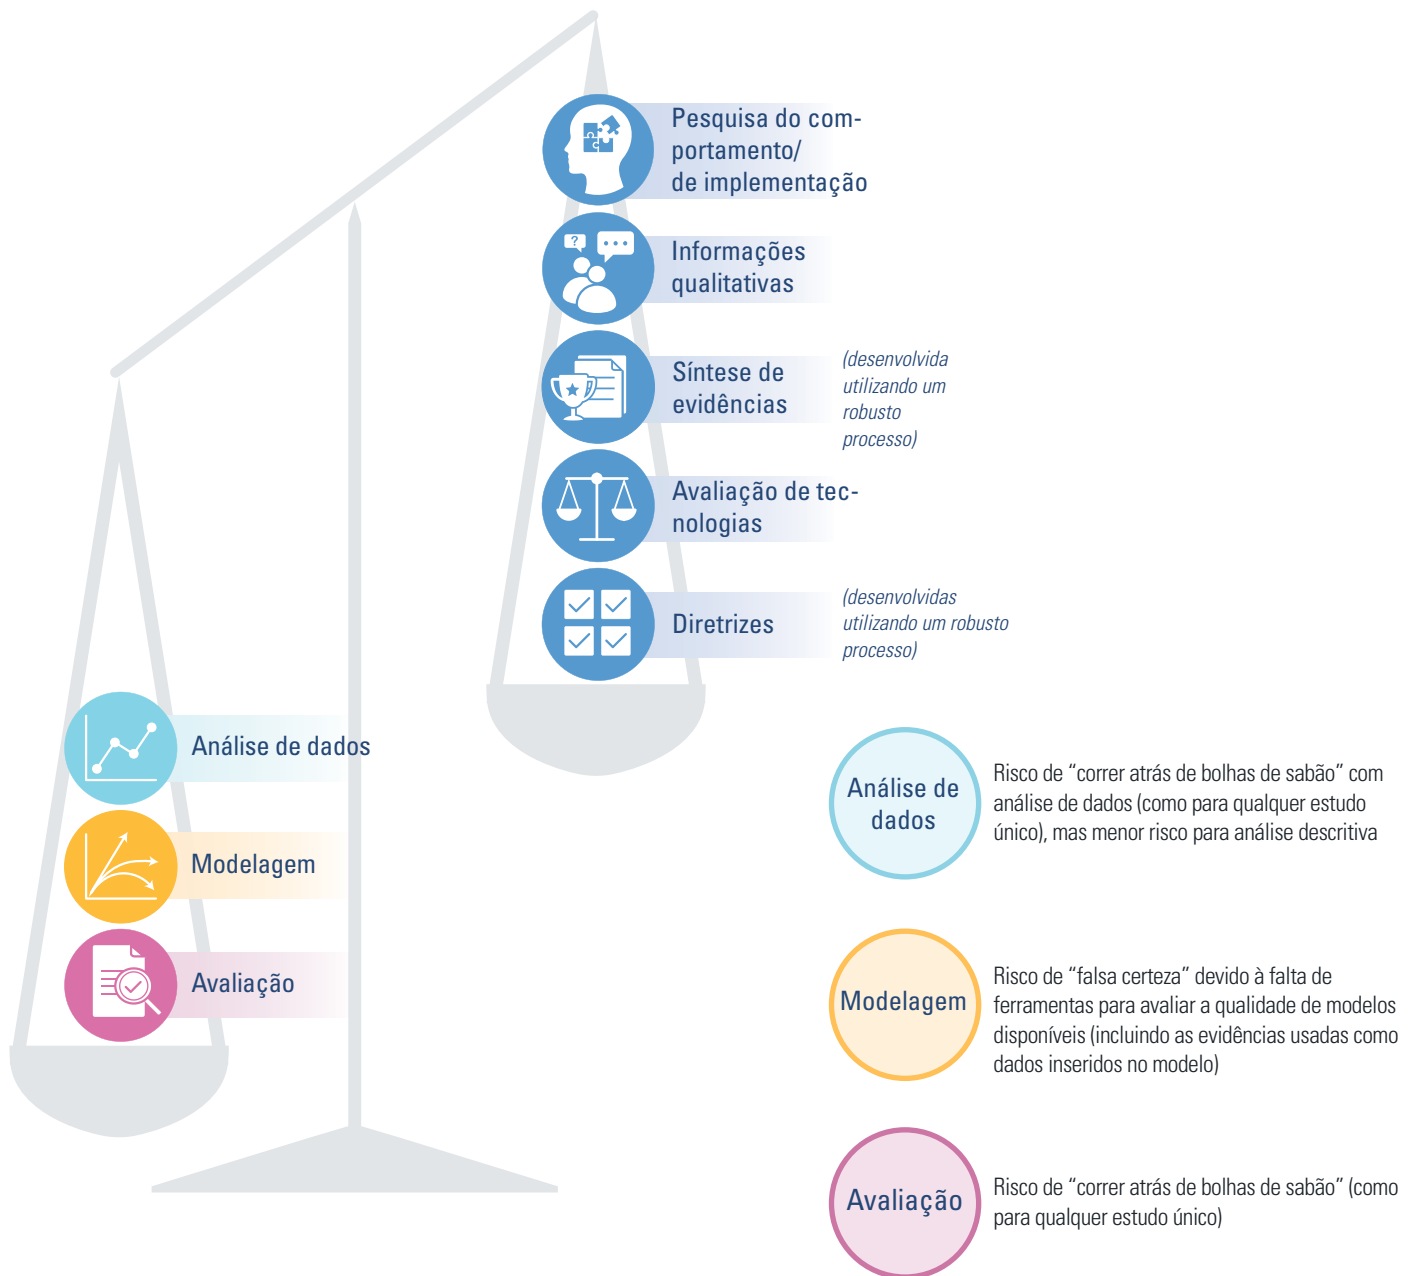 Pesquisa do com-
portamento/
de implementação
?
Informações
qualitativas
Síntese de
evidências
(desenvolvida
utilizando um
robusto
processo)
Avaliação de tec-
nologias
Diretrizes
(desenvolvidas
utilizando um robusto
processo)
Análise de dados
Modelagem
Avaliação
Análise de
dados
Risco de “correr atrás de bolhas de sabão” com
análise de dados (como para qualquer estudo
único), mas menor risco para análise descritiva
Modelagem
Risco de “falsa certeza” devido à falta de
ferramentas para avaliar a qualidade de modelos
disponíveis (incluindo as evidências usadas como
dados inseridos no modelo)
Avaliação
Risco de “correr atrás de bolhas de sabão” (como
para qualquer estudo único)